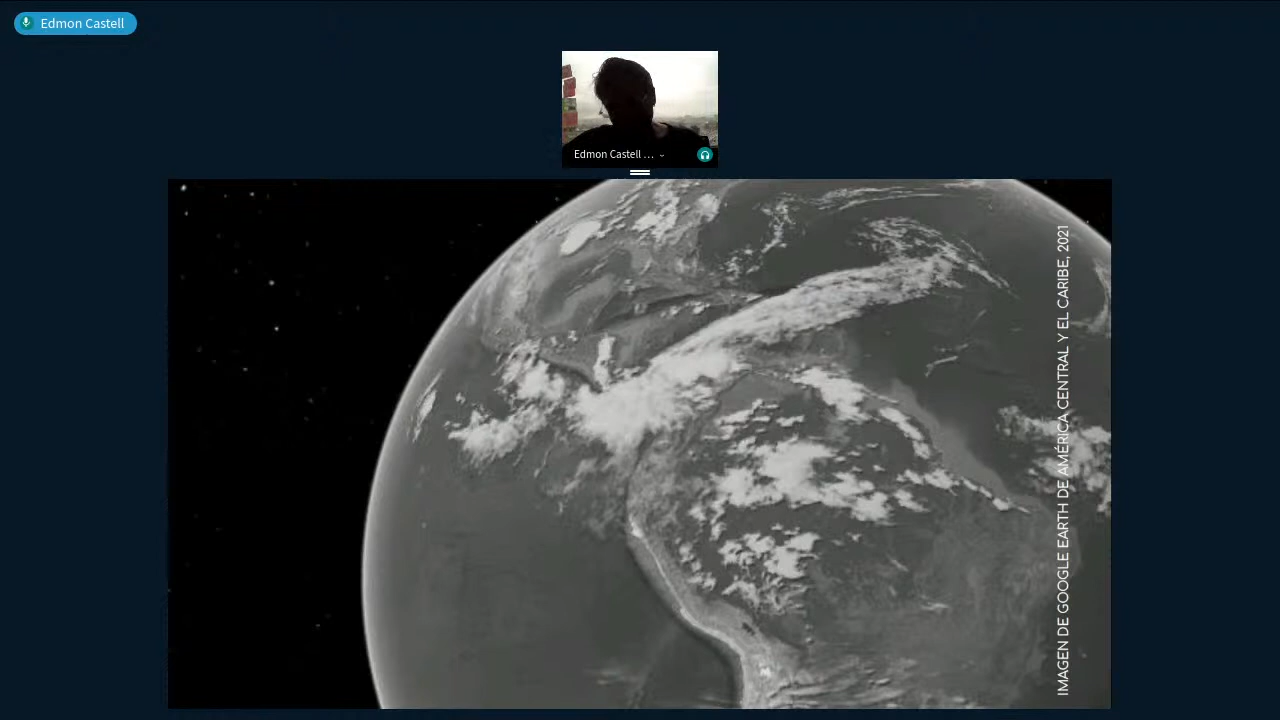 Edmon Castell
Edmon Castell ...
IMAGEN DE GOOGLE EARTH DE AMÉRICA CENTRAL Y EL CARIBE, 2021